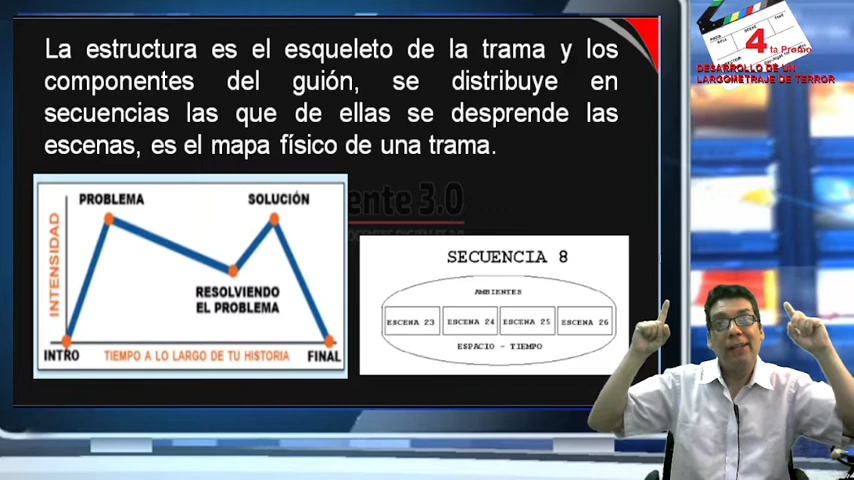 La estructura es el esqueleto de la trama y los
componentes del guión, se distribuye en
secuencias las que de ellas se desprende las
escenas, es el mapa físico de una trama.
4ta Promo
DESARROLLO DE UN
LARGOMETRAJE DE TERROR
INTENSIDAD
PROBLEMA
SOLUCIÓN
RESOLVIENDO
EL PROBLEMA
INTRO
TIEMPO A LO LARGO DE TU HISTORIA
FINAL
ente 3.0
SECUENCIA 8
AMBIENTES
ESCENA 23
ESCENA 24
ESCENA 25
ESCENA 26
ESPACIO - TIEMPO